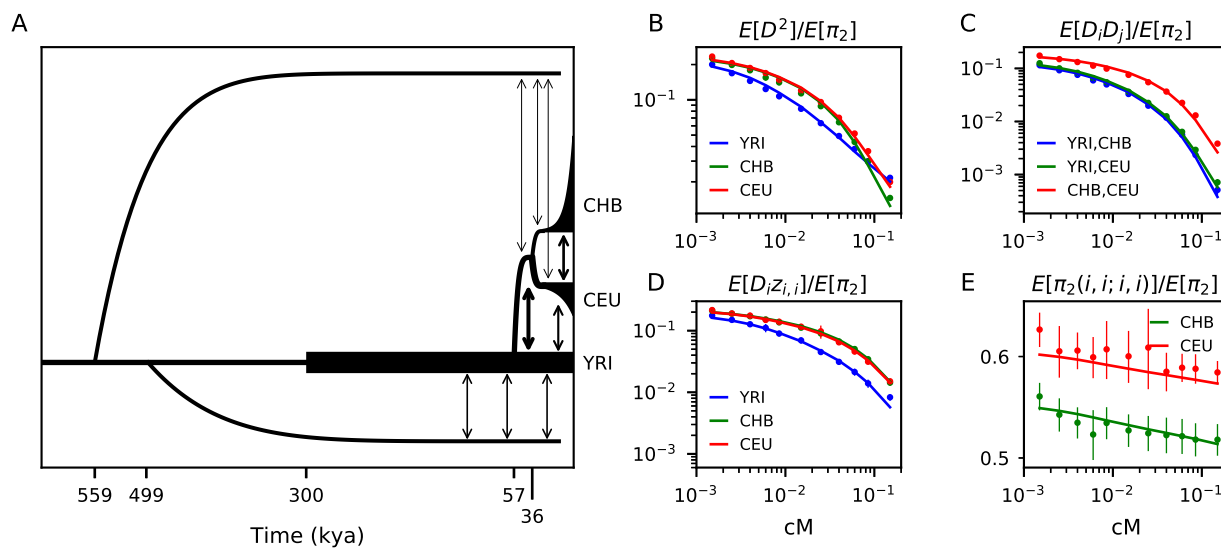 A
CHB
CEU
YRI
559 499 300 57
36
Time (kya)
B
E[D²]/E[π₂]
10⁻¹
YRI
CHB
CEU
10⁻³ 10⁻² 10⁻¹
C
E[DᵢDⱼ]/E[π₂]
10⁻¹
10⁻²
10⁻³
YRI,CHB
YRI,CEU
CHB,CEU
10⁻³ 10⁻² 10⁻¹
D
E[Dᵢzᵢ,ᵢ]/E[π₂]
10⁻¹
10⁻²
10⁻³
YRI
CHB
CEU
10⁻³ 10⁻² 10⁻¹
cM
E
E[π₂(i, i; i, i)]/E[π₂]
CHB
CEU
0.6
0.5
10⁻³ 10⁻² 10⁻¹
cM